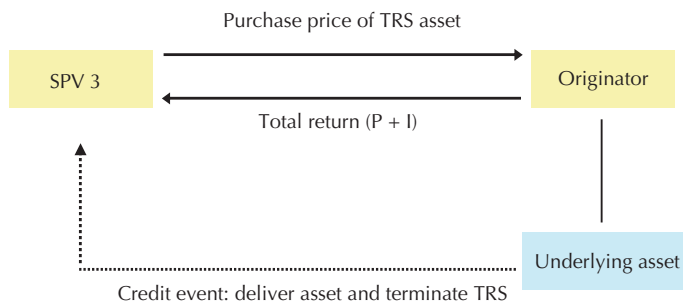 Purchase price of TRS asset
SPV 3
Originator
Total return (P + I)
Underlying asset
Credit event: deliver asset and terminate TRS